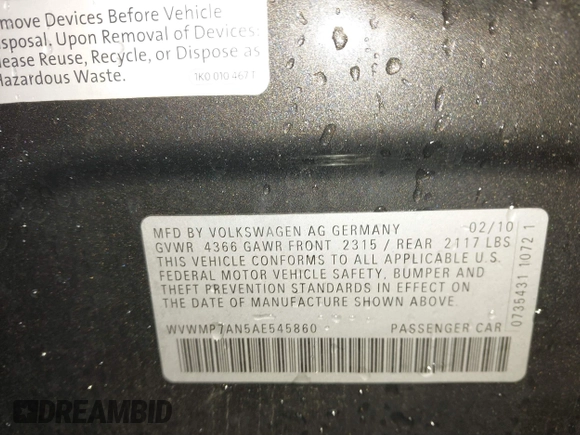 move Devices Before Vehicle
isposal. Upon Removal of Devices:
lease Reuse, Recycle, or Dispose as
Hazardous Waste.
1K0 010 467 T
MFD BY VOLKSWAGEN AG GERMANY 02/10
GVWR 4366 GAWR FRONT 2315 / REAR 2117 LBS
THIS VEHICLE CONFORMS TO ALL APPLICABLE U.S.
FEDERAL MOTOR VEHICLE SAFETY, BUMPER AND
THEFT PREVENTION STANDARDS IN EFFECT ON
THE DATE OF MANUFACTURE SHOWN ABOVE.
WVWMP7AN5AE545860 PASSENGER CAR
0735431 1072 1
DREAMBID